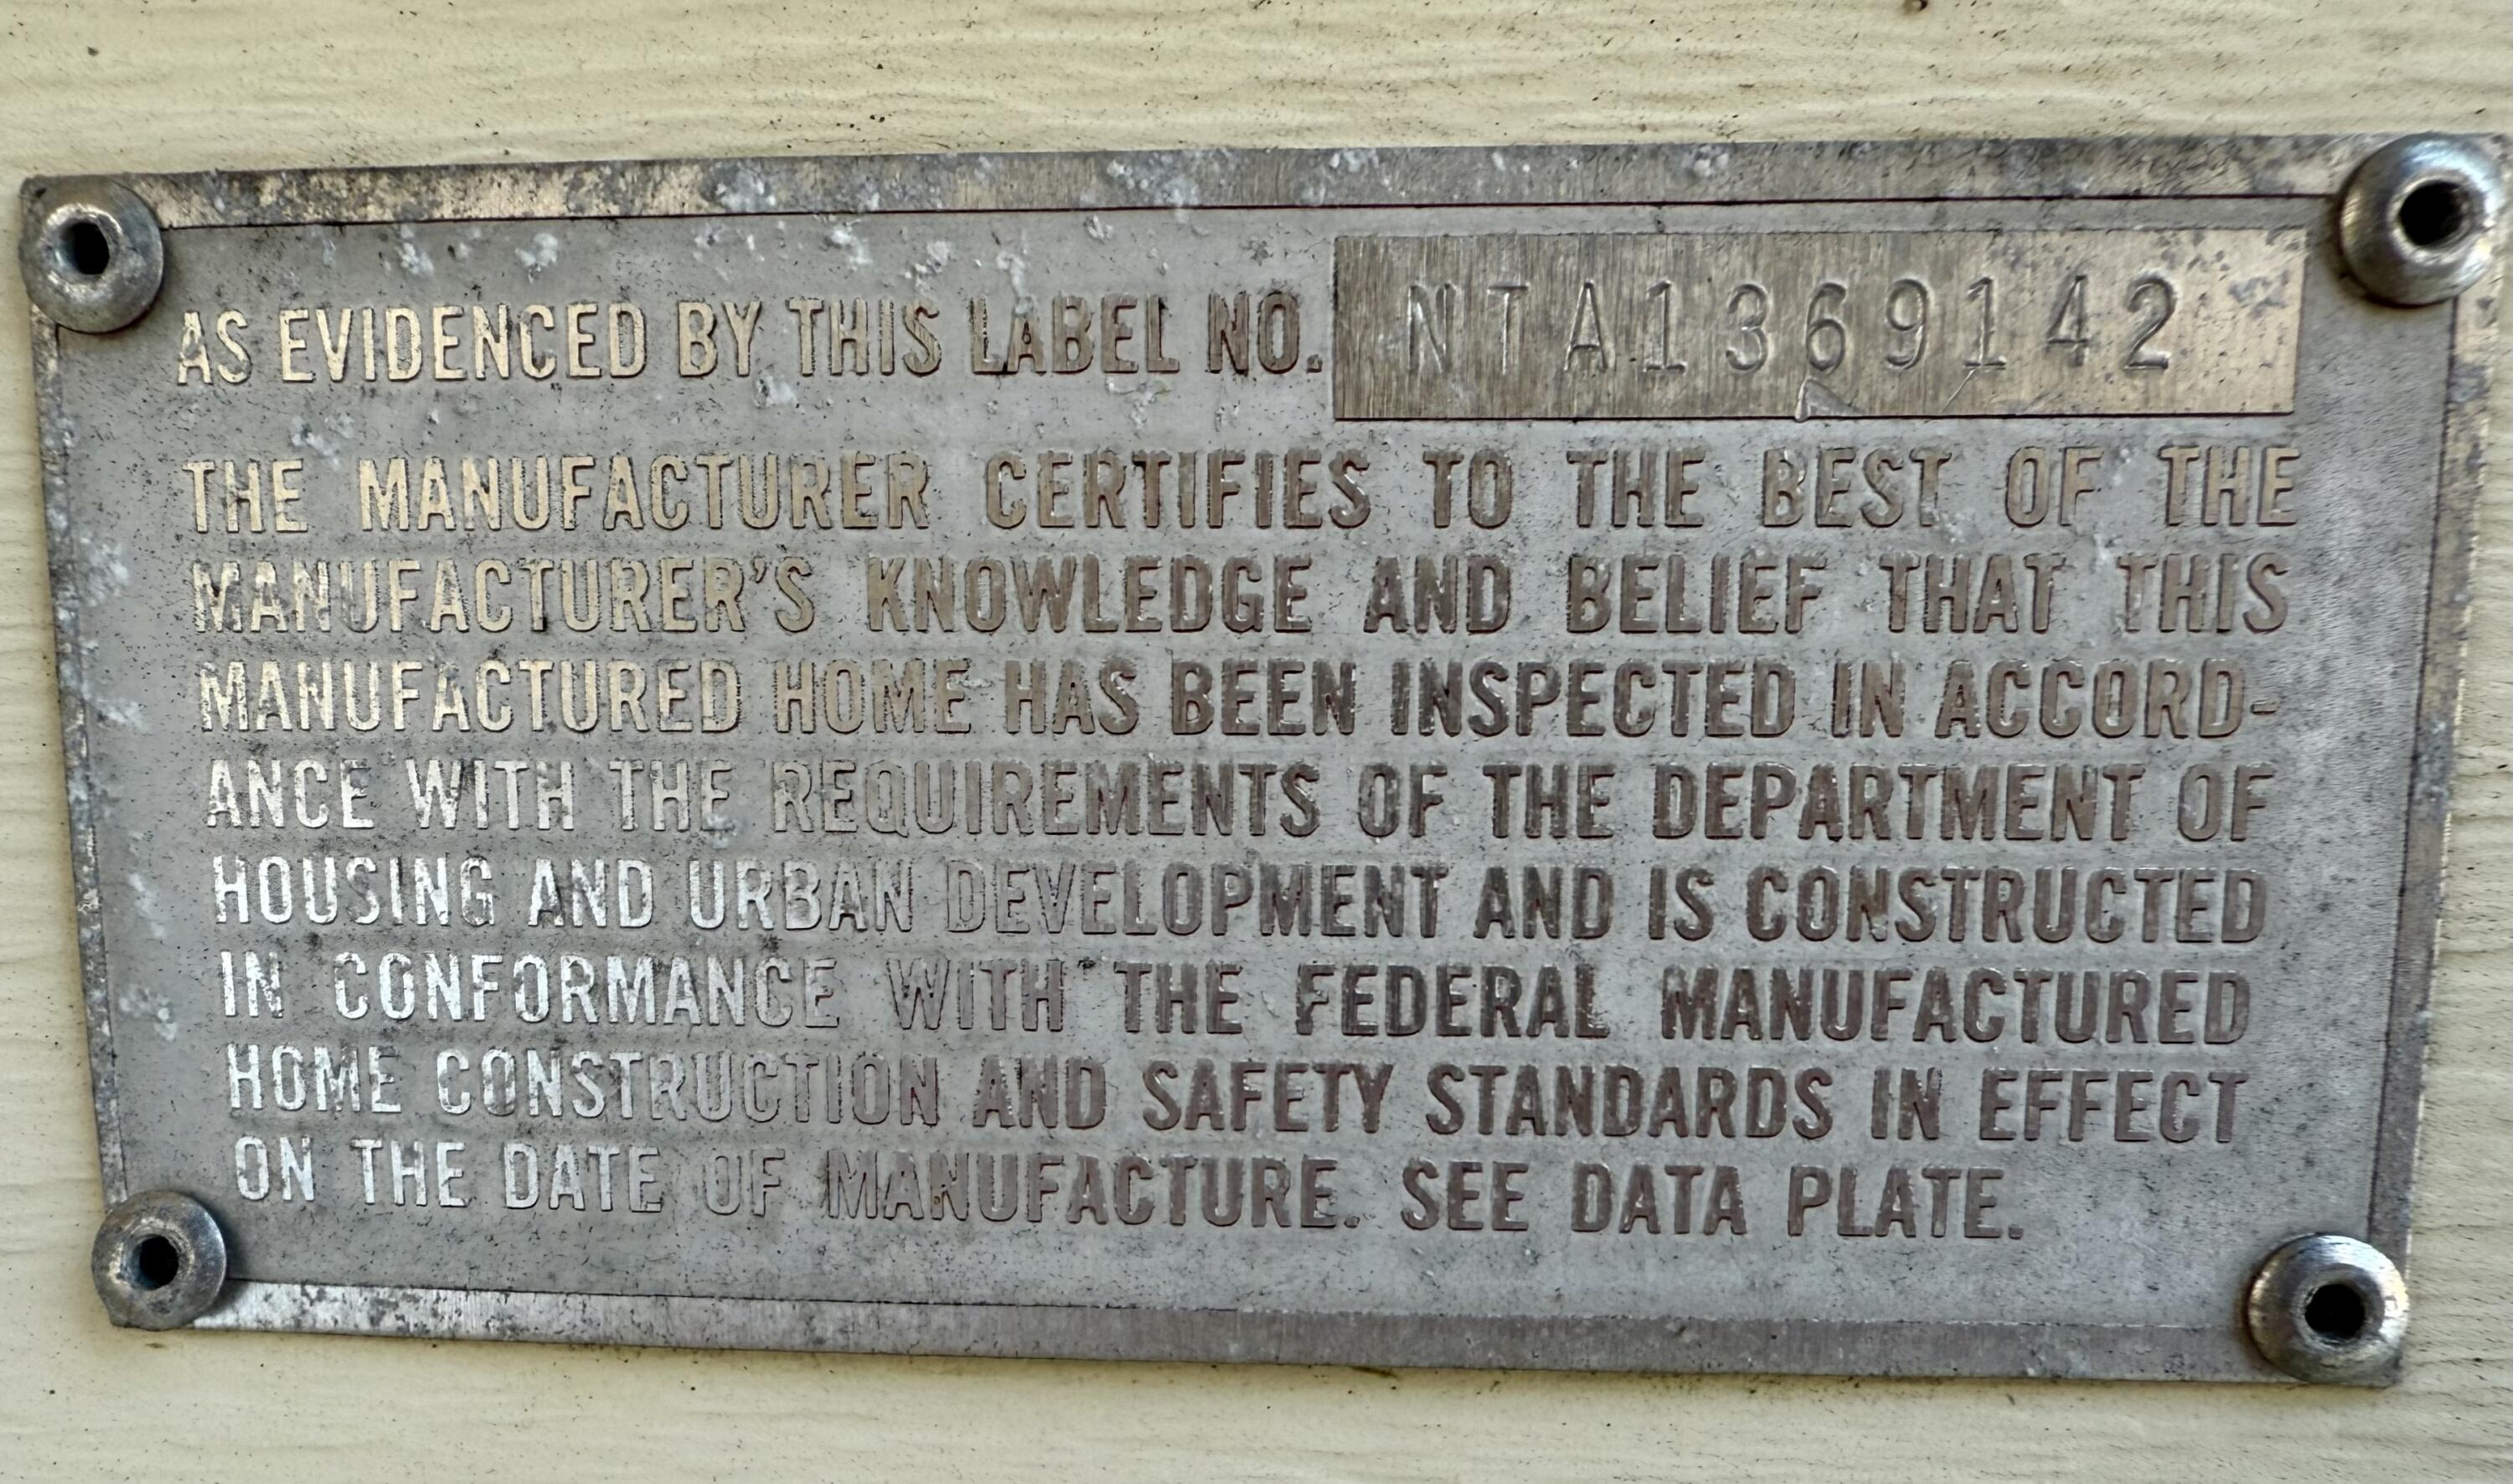 AS EVIDENCED BY THIS LABEL NO. NTA1369142
THE MANUFACTURER CERTIFIES TO THE BEST OF THE
MANUFACTURER'S KNOWLEDGE AND BELIEF THAT THIS
MANUFACTURED HOME HAS BEEN INSPECTED IN ACCORD-
ANCE WITH THE REQUIREMENTS OF THE DEPARTMENT OF
HOUSING AND URBAN DEVELOPMENT AND IS CONSTRUCTED
IN CONFORMANCE WITH THE FEDERAL MANUFACTURED
HOME CONSTRUCTION AND SAFETY STANDARDS IN EFFECT
ON THE DATE OF MANUFACTURE. SEE DATA PLATE.